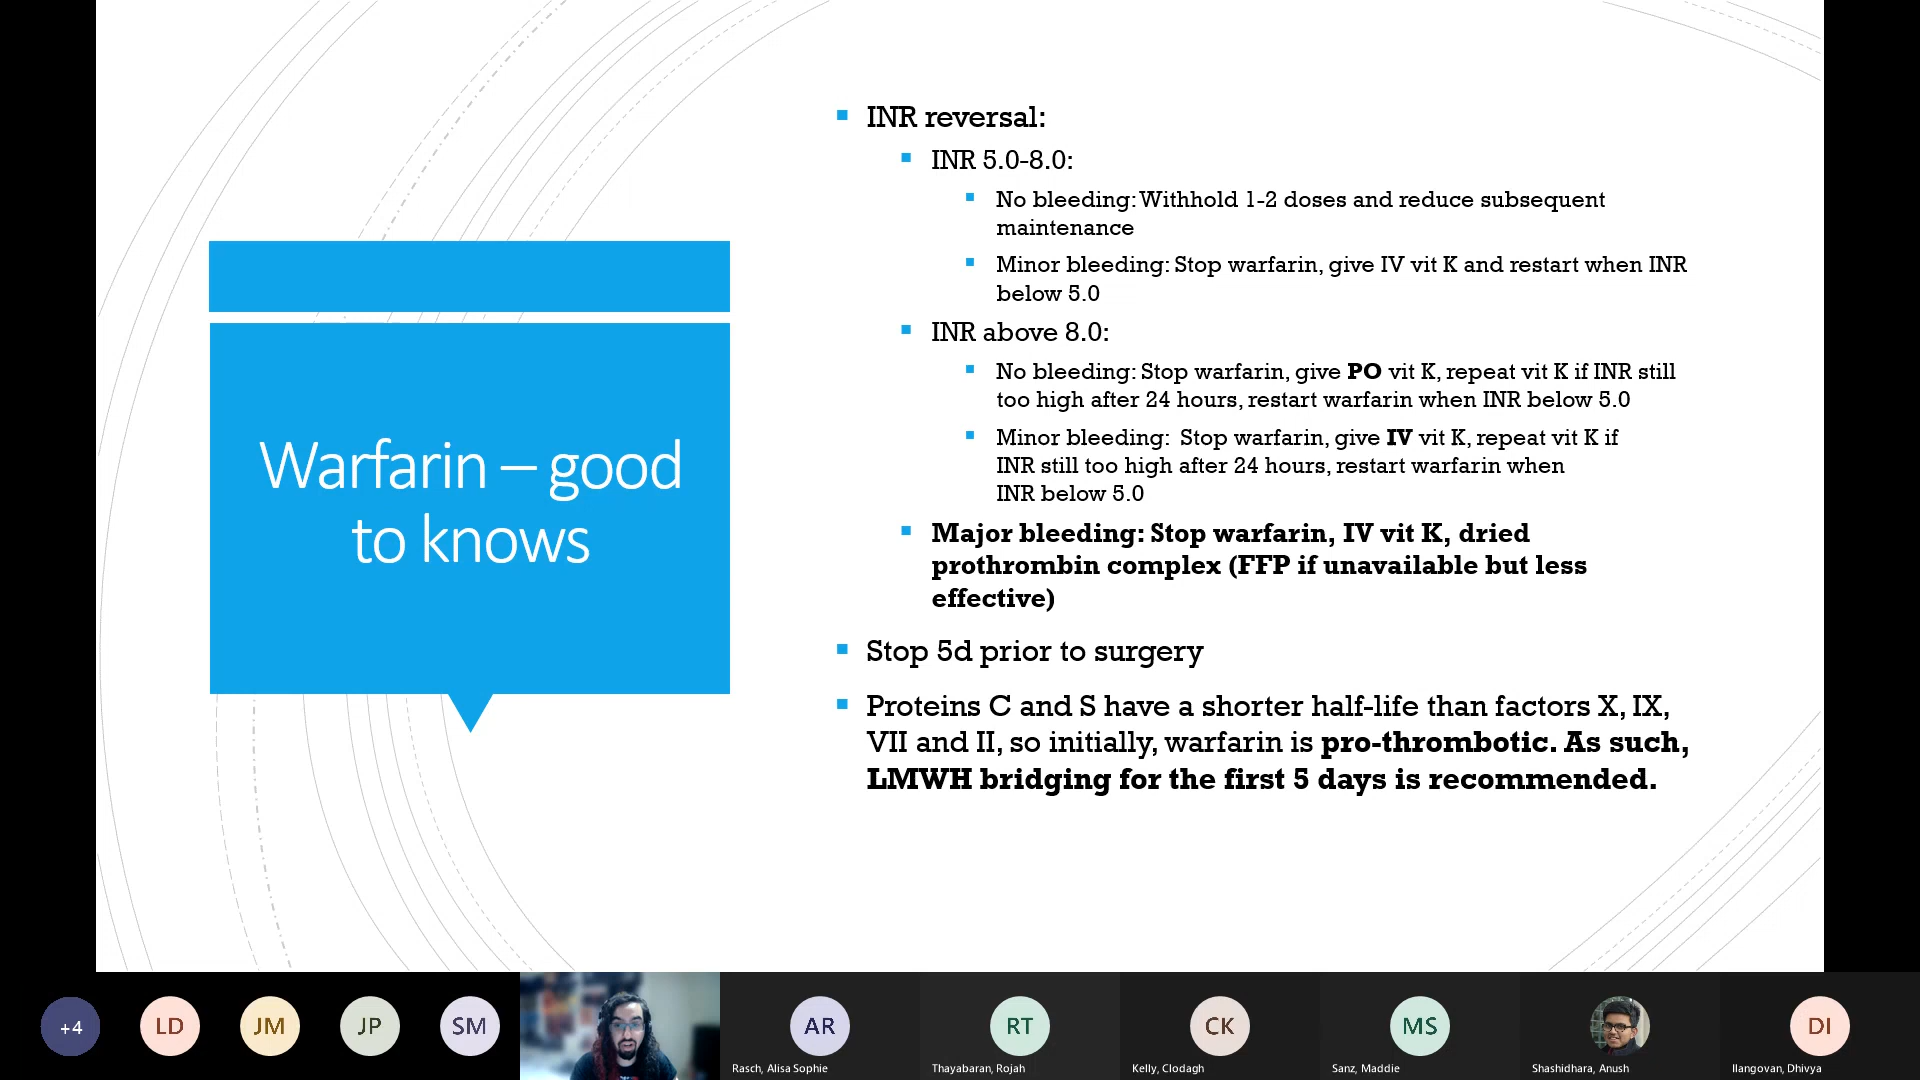 Warfarin – good
to knows
INR reversal:
INR 5.0-8.0:
No bleeding: Withhold 1-2 doses and reduce subsequent
maintenance
Minor bleeding: Stop warfarin, give IV vit K and restart when INR
below 5.0
INR above 8.0:
No bleeding: Stop warfarin, give PO vit K, repeat vit K if INR still
too high after 24 hours, restart warfarin when INR below 5.0
Minor bleeding:  Stop warfarin, give IV vit K, repeat vit K if
INR still too high after 24 hours, restart warfarin when
INR below 5.0
Major bleeding: Stop warfarin, IV vit K, dried
prothrombin complex (FFP if unavailable but less
effective)
Stop 5d prior to surgery
Proteins C and S have a shorter half-life than factors X, IX,
VII and II, so initially, warfarin is pro-thrombotic. As such,
LMWH bridging for the first 5 days is recommended.
+4
LD
JM
JP
SM
AR
RT
CK
MS
DI
Rasch, Alisa Sophie
Thayabaran, Rojah
Kelly, Clodagh
Sanz, Maddie
Shashidhara, Anush
Ilangovan, Dhivya